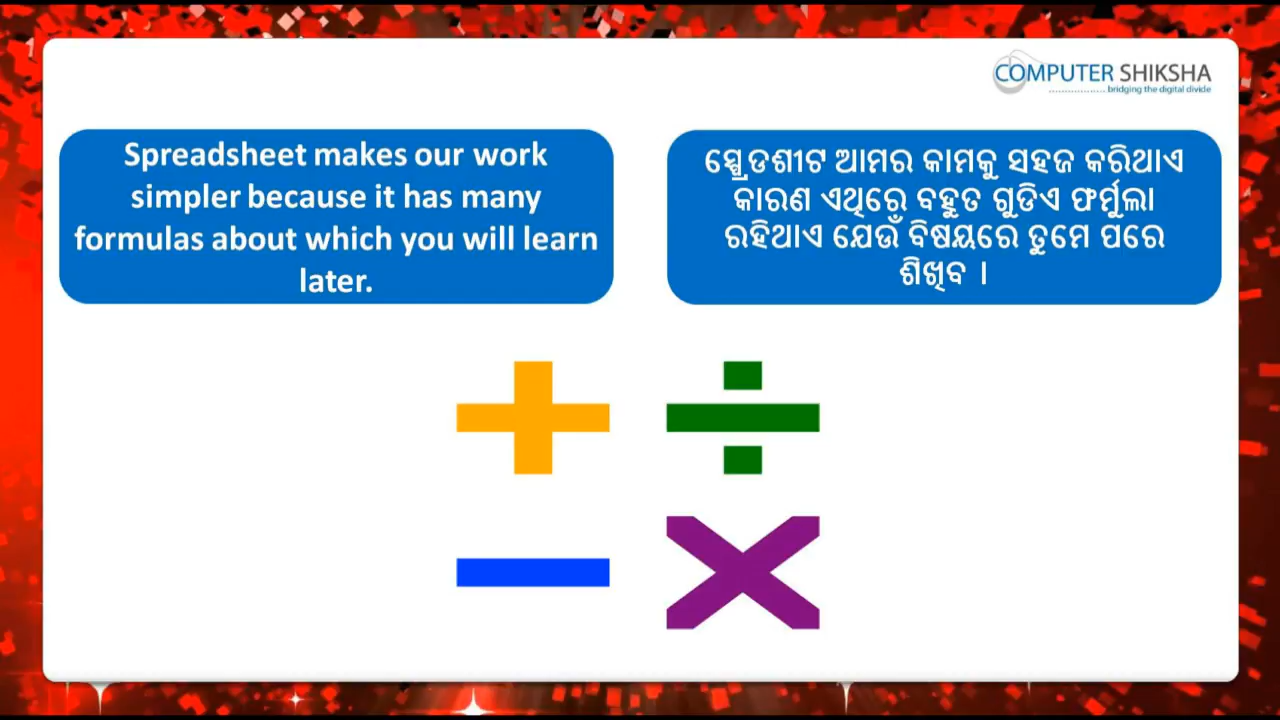 COMPUTER SHIKSHA
bridging the digital divide
Spreadsheet makes our work
simpler because it has many
formulas about which you will learn
later.
ସ୍ପ୍ରେଡଶୀଟ ଆମର କାମକୁ ସହଜ କରିଥାଏ
କାରଣ ଏଥିରେ ବହୁତ ଗୁଡିଏ ଫର୍ମୁଲା
ରହିଥାଏ ଯେଉଁ ବିଷୟରେ ତୁମେ ପରେ
ଶିଖିବ ।